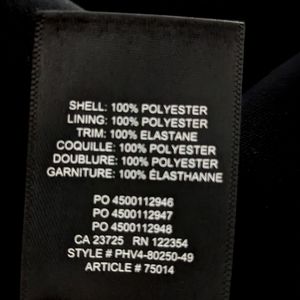 SHELL: 100% POLYESTER
LINING: 100% POLYESTER
TRIM: 100% ELASTANE
COQUILLE: 100% POLYESTER
DOUBLURE: 100% POLYESTER
GARNITURE: 100% ÉLASTHANNE
PO 4500112946
PO 4500112947
PO 4500112948
CA 23725 RN 122354
STYLE # PHV4-80250-49
ARTICLE # 75014